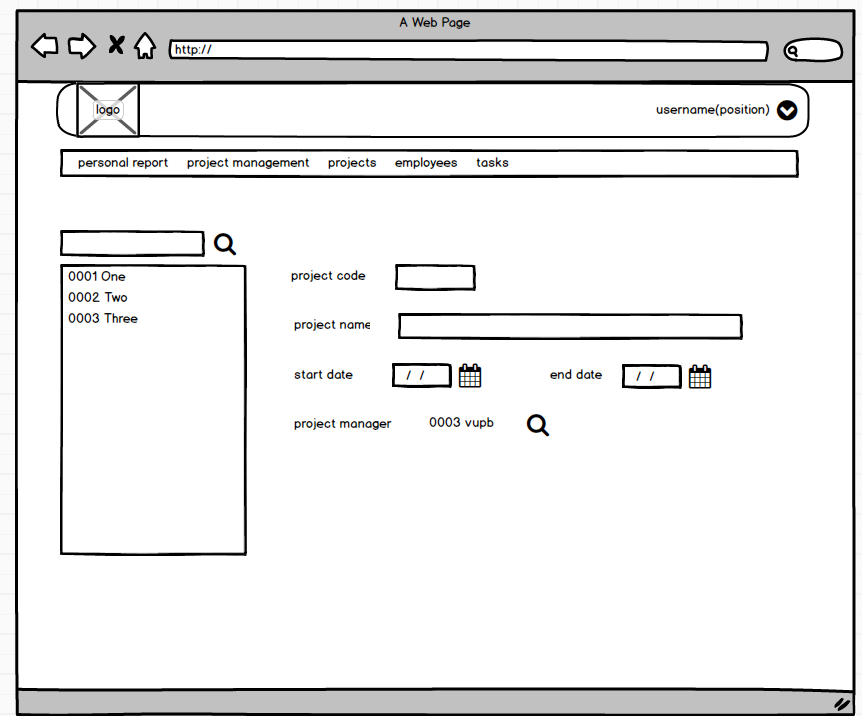 A Web Page
http://
logo
username(position)
personal report project management projects employees tasks
0001 One
0002 Two
0003 Three
project code
project name
start date / / end date / /
project manager 0003 vupb